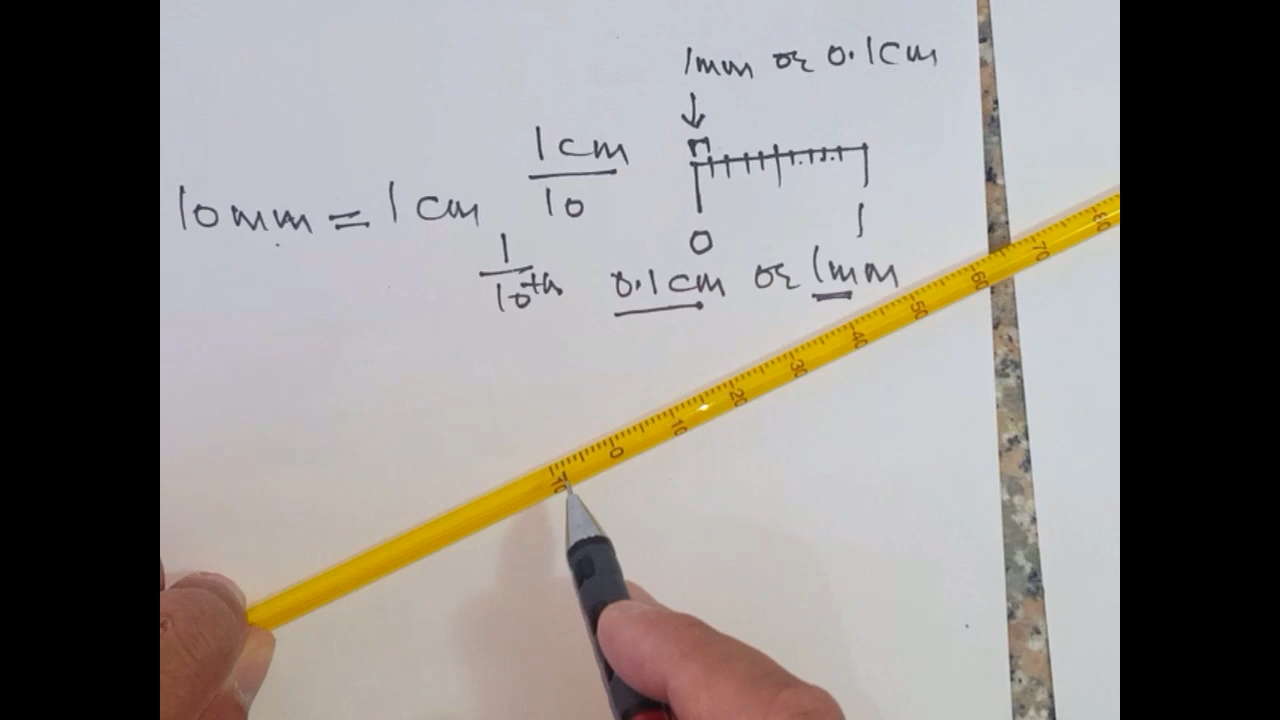 1mm or 0.1cm
1cm
10
10mm = 1cm
0 1
1
10th 0.1cm or 1mm
-10 0 10 20 30 40 50 60 70 80